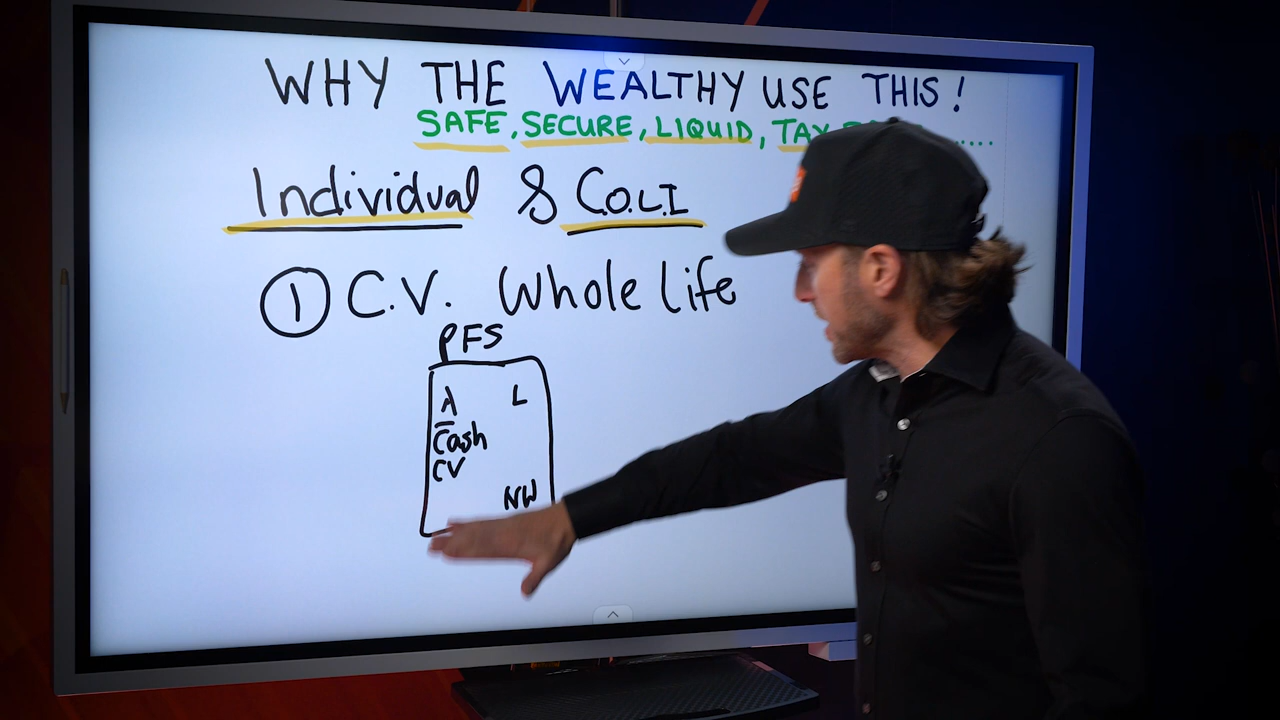 WHY THE WEALTHY USE THIS!
SAFE, SECURE, LIQUID, TAX
Individual & C.O.L.I
① C.V. Whole life
PFS
A L
Cash
CV
NW